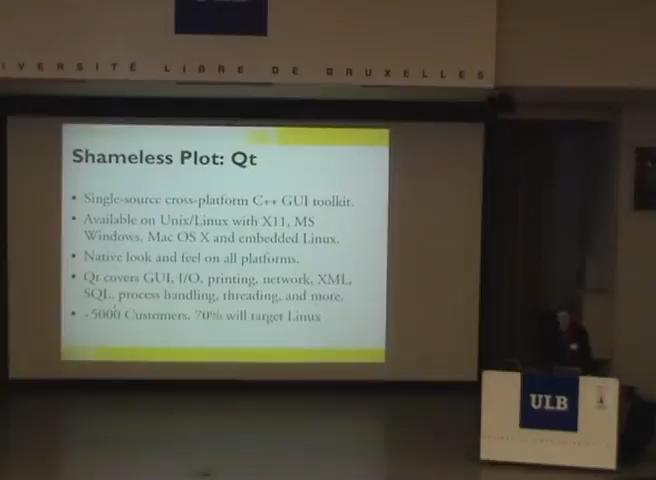 IVERSITÉ LIBRE DE BRUXELLES
Shameless Plot: Qt
• Single-source cross-platform C++ GUI toolkit.
• Available on Unix/Linux with X11, MS
Windows, Mac OS X and embedded Linux.
• Native look and feel on all platforms.
• Qt covers GUI, I/O, printing, network, XML,
SQL, process handling, threading, and more.
• ~5000 Customers, 70% will target Linux
ULB